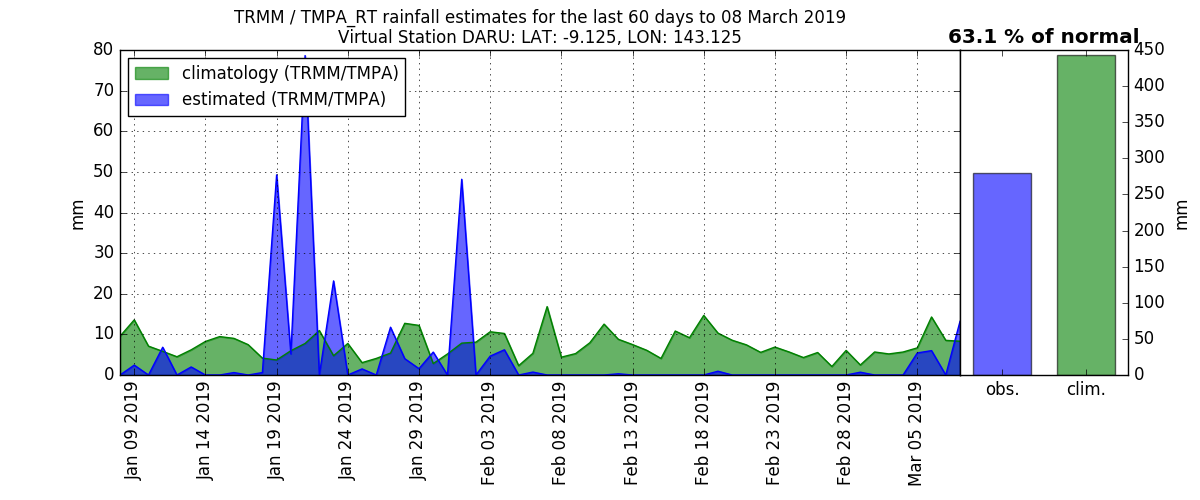 TRMM / TMPA_RT rainfall estimates for the last 60 days to 08 March 2019
Virtual Station DARU: LAT: -9.125, LON: 143.125
63.1 % of normal
climatology (TRMM/TMPA)
estimated (TRMM/TMPA)
80
70
60
50
40
30
20
10
0
mm
Jan 09 2019
Jan 14 2019
Jan 19 2019
Jan 24 2019
Jan 29 2019
Feb 03 2019
Feb 08 2019
Feb 13 2019
Feb 18 2019
Feb 23 2019
Feb 28 2019
Mar 05 2019
obs.
clim.
450
400
350
300
250
200
150
100
50
0
mm